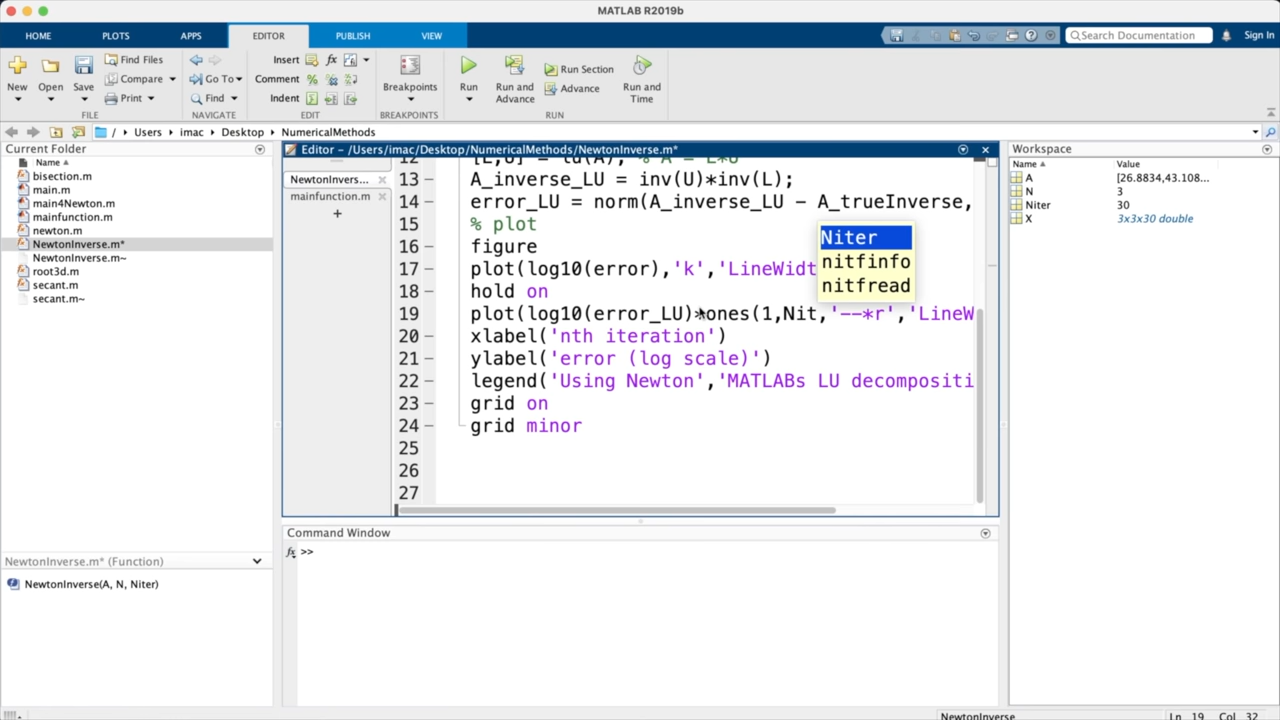 MATLAB R2019b
HOME PLOTS APPS EDITOR PUBLISH VIEW Search Documentation Sign In
New Open Save Find Files Compare Print
Go To Find
Insert fx Comment % Indent
Breakpoints
Run Run and Advance Run Section Advance Run and Time
FILE NAVIGATE EDIT BREAKPOINTS RUN
/ Users imac Desktop NumericalMethods
Current Folder
Name
bisection.m
main.m
main4Newton.m
mainfunction.m
newton.m
NewtonInverse.m*
NewtonInverse.m~
root3d.m
secant.m
secant.m~
NewtonInverse.m* (Function)
NewtonInverse(A, N, Niter)
Editor - /Users/imac/Desktop/NumericalMethods/NewtonInverse.m*
NewtonInvers...
mainfunction.m
+
12 [L,U] = lu(A); % A = L*U
13 A_inverse_LU = inv(U)*inv(L);
14 error_LU = norm(A_inverse_LU - A_trueInverse,
15 % plot
16 figure
17 plot(log10(error),'k','LineWidt
18 hold on
19 plot(log10(error_LU)*ones(1,Nit,'--*r','LineW
20 xlabel('nth iteration')
21 ylabel('error (log scale)')
22 legend('Using Newton','MATLABs LU decompositi
23 grid on
24 grid minor
25
26
27
Niter
nitfinfo
nitfread
Command Window
fx >>
Workspace
Name Value
A [26.8834,43.108...
N 3
Niter 30
X 3x3x30 double
NewtonInverse Ln 19 Col 32